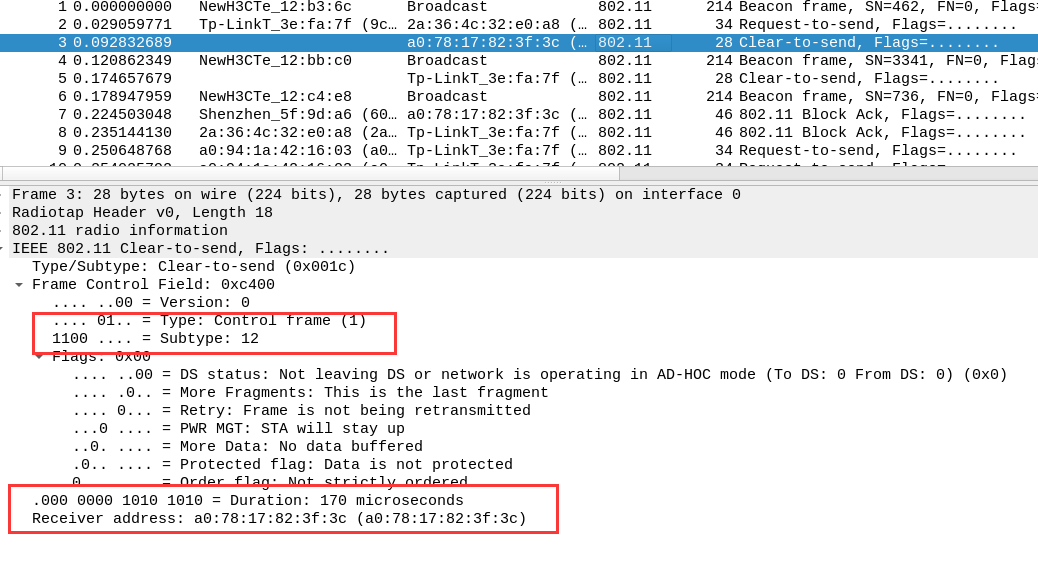 1 0.000000000 NewH3CTe_12:b3:6c Broadcast 802.11 214 Beacon frame, SN=462, FN=0, Flags=
2 0.029059771 Tp-LinkT_3e:fa:7f (9c… 2a:36:4c:32:e0:a8 (… 802.11 34 Request-to-send, Flags=........
3 0.092832689 a0:78:17:82:3f:3c (… 802.11 28 Clear-to-send, Flags=........
4 0.120862349 NewH3CTe_12:bb:c0 Broadcast 802.11 214 Beacon frame, SN=3341, FN=0, Flags
5 0.174657679 Tp-LinkT_3e:fa:7f (… 802.11 28 Clear-to-send, Flags=........
6 0.178947959 NewH3CTe_12:c4:e8 Broadcast 802.11 214 Beacon frame, SN=736, FN=0, Flags=
7 0.224503048 Shenzhen_5f:9d:a6 (60… a0:78:17:82:3f:3c (… 802.11 46 802.11 Block Ack, Flags=........
8 0.235144130 2a:36:4c:32:e0:a8 (2a… Tp-LinkT_3e:fa:7f (… 802.11 46 802.11 Block Ack, Flags=........
9 0.250648768 a0:94:1a:42:16:03 (a0… Tp-LinkT_3e:fa:7f (… 802.11 34 Request-to-send, Flags=........
Frame 3: 28 bytes on wire (224 bits), 28 bytes captured (224 bits) on interface 0
Radiotap Header v0, Length 18
802.11 radio information
IEEE 802.11 Clear-to-send, Flags: ........
Type/Subtype: Clear-to-send (0x001c)
Frame Control Field: 0xc400
.... ..00 = Version: 0
.... 01.. = Type: Control frame (1)
1100 .... = Subtype: 12
Flags: 0x00
.... ..00 = DS status: Not leaving DS or network is operating in AD-HOC mode (To DS: 0 From DS: 0) (0x0)
.... .0.. = More Fragments: This is the last fragment
.... 0... = Retry: Frame is not being retransmitted
...0 .... = PWR MGT: STA will stay up
..0. .... = More Data: No data buffered
.0.. .... = Protected flag: Data is not protected
0... .... = Order flag: Not strictly ordered
.000 0000 1010 1010 = Duration: 170 microseconds
Receiver address: a0:78:17:82:3f:3c (a0:78:17:82:3f:3c)